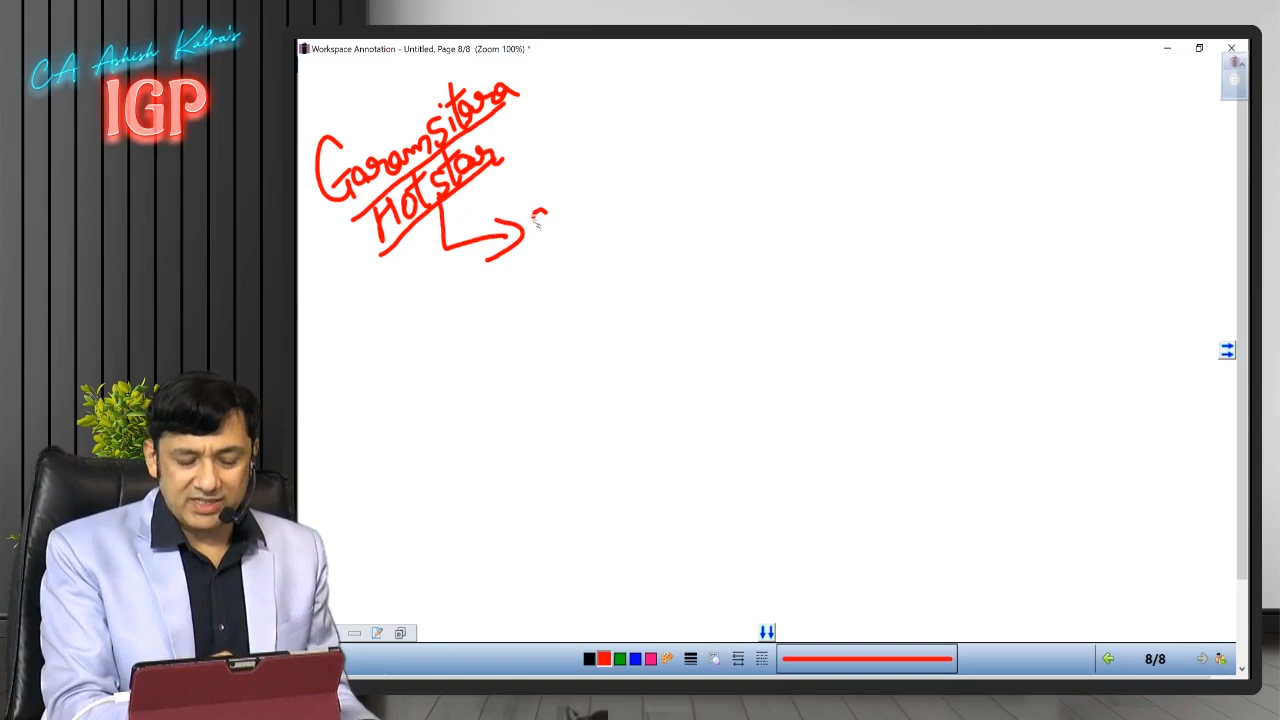 CA Ashish Kalra's
IGP
Workspace Annotation - Untitled, Page 8/8 (Zoom 100%) *
Garamsitara
Hotstar
8/8